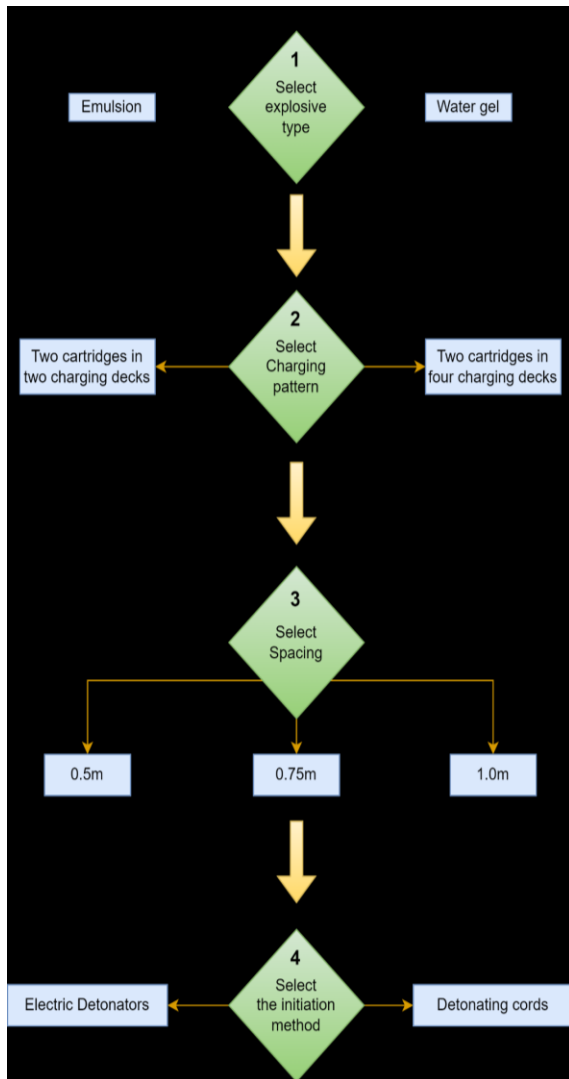 1
Select
explosive
type
Emulsion
Water gel
2
Select
Charging
pattern
Two cartridges in
two charging decks
Two cartridges in
four charging decks
3
Select
Spacing
0.5m
0.75m
1.0m
4
Select
the initiation
method
Electric Detonators
Detonating cords